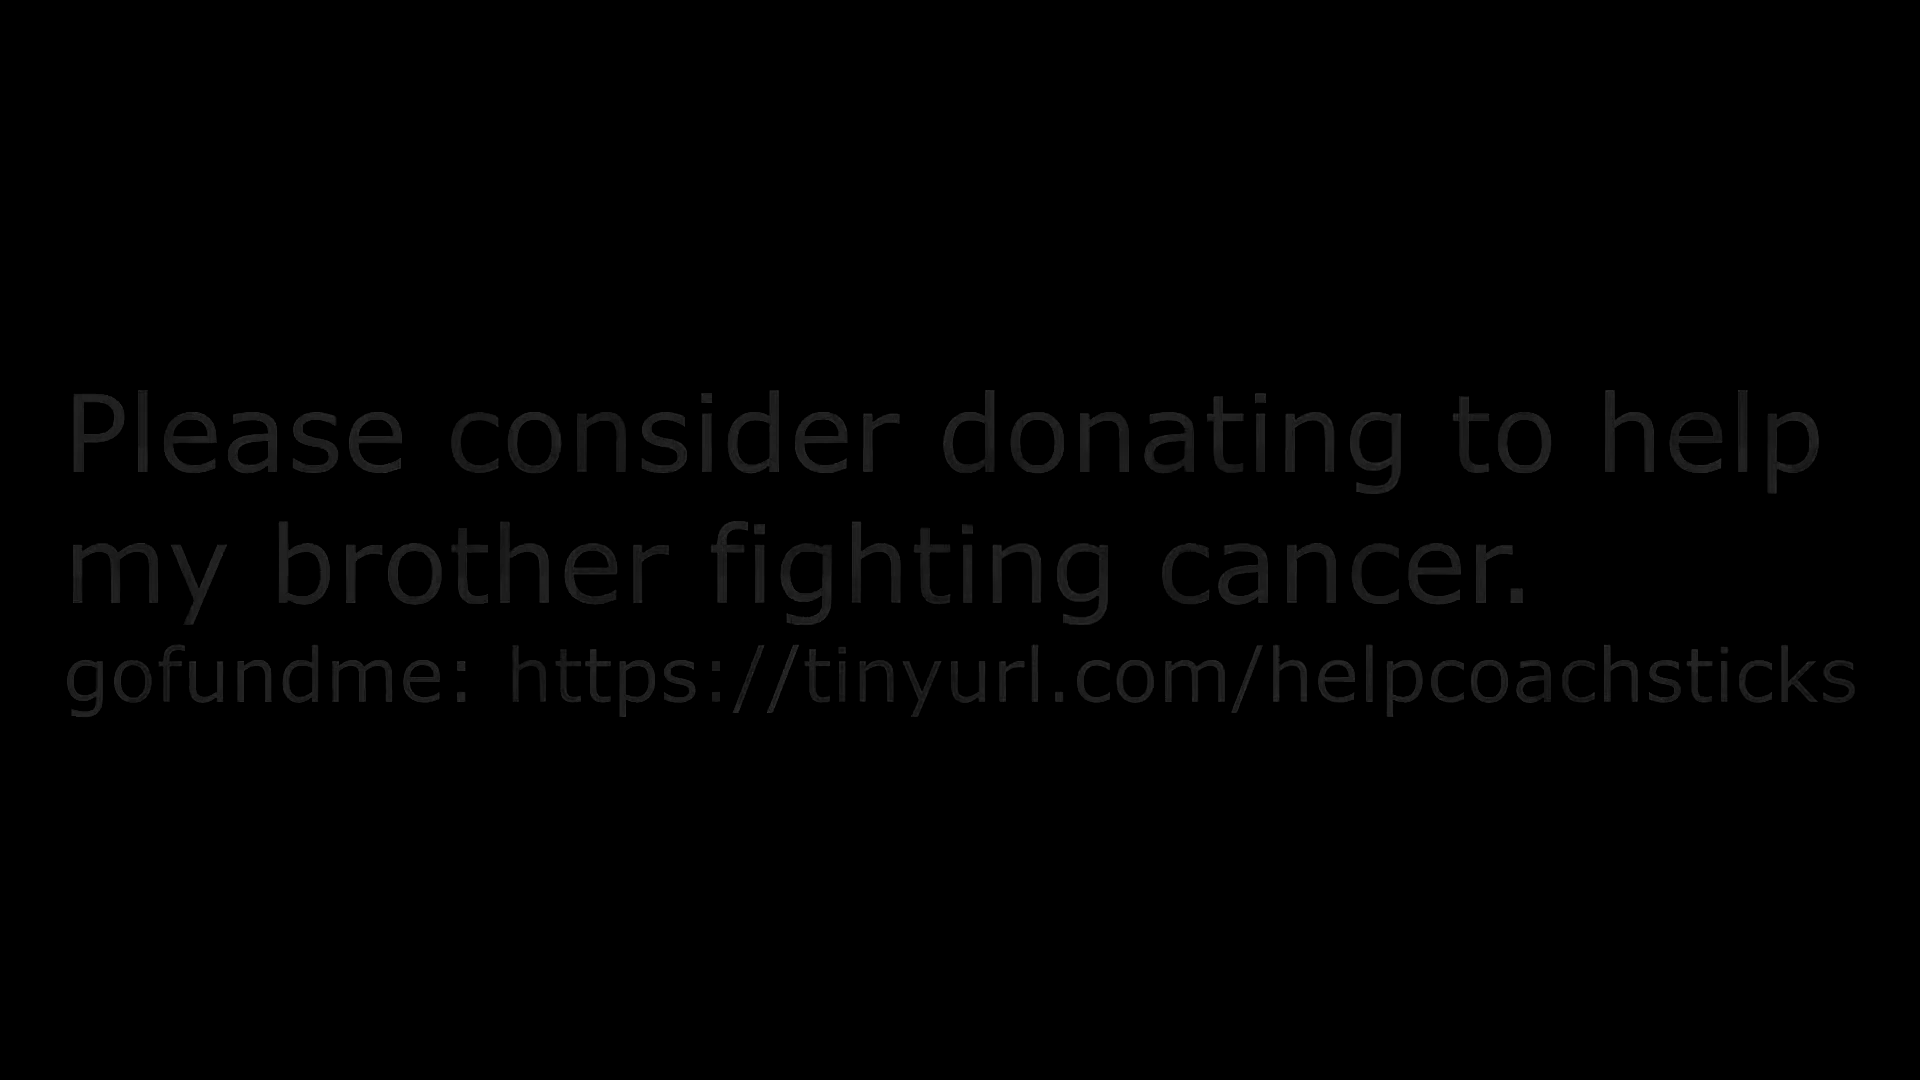 Please consider donating to help
my brother fighting cancer.
gofundme: https://tinyurl.com/helpcoachsticks